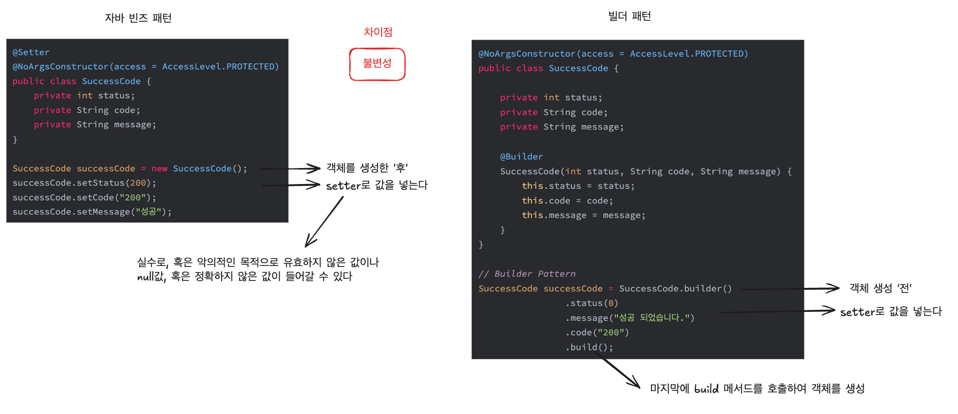 자바 빈즈 패턴
@Setter
@NoArgsConstructor(access = AccessLevel.PROTECTED)
public class SuccessCode {
private int status;
private String code;
private String message;
}
SuccessCode successCode = new SuccessCode();
successCode.setStatus(200);
successCode.setCode("200");
successCode.setMessage("성공");
객체를 생성한 '후'
setter로 값을 넣는다
실수로, 혹은 악의적인 목적으로 유효하지 않은 값이나
null값, 혹은 정확하지 않은 값이 들어갈 수 있다
차이점
불변성
빌더 패턴
@NoArgsConstructor(access = AccessLevel.PROTECTED)
public class SuccessCode {
private int status;
private String code;
private String message;
@Builder
SuccessCode(int status, String code, String message) {
this.status = status;
this.code = code;
this.message = message;
}
}
// Builder Pattern
SuccessCode successCode = SuccessCode.builder()
.status(0)
.message("성공 되었습니다.")
.code("200")
.build();
객체 생성 '전'
setter로 값을 넣는다
마지막에 build 메서드를 호출하여 객체를 생성